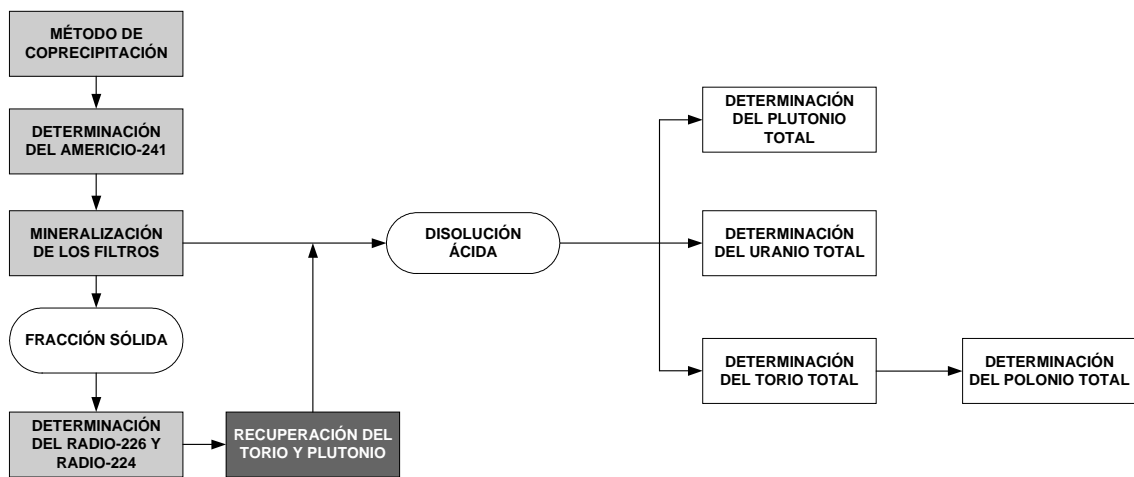 MÉTODO DE
COPRECIPITACIÓN
DETERMINACIÓN
DEL AMERICIO-241
MINERALIZACIÓN
DE LOS FILTROS
FRACCIÓN SÓLIDA
DETERMINACIÓN
DEL RADIO-226 Y
RADIO-224
RECUPERACIÓN DEL
TORIO Y PLUTONIO
DISOLUCIÓN
ÁCIDA
DETERMINACIÓN
DEL PLUTONIO
TOTAL
DETERMINACIÓN
DEL URANIO TOTAL
DETERMINACIÓN
DEL TORIO TOTAL
DETERMINACIÓN
DEL POLONIO TOTAL